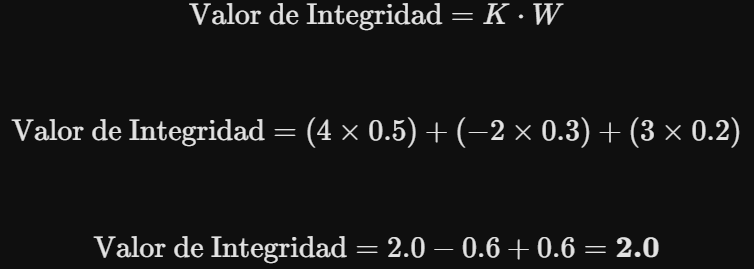 Valor de Integridad = K · W
Valor de Integridad = (4 × 0.5) + (−2 × 0.3) + (3 × 0.2)
Valor de Integridad = 2.0 − 0.6 + 0.6 = 2.0